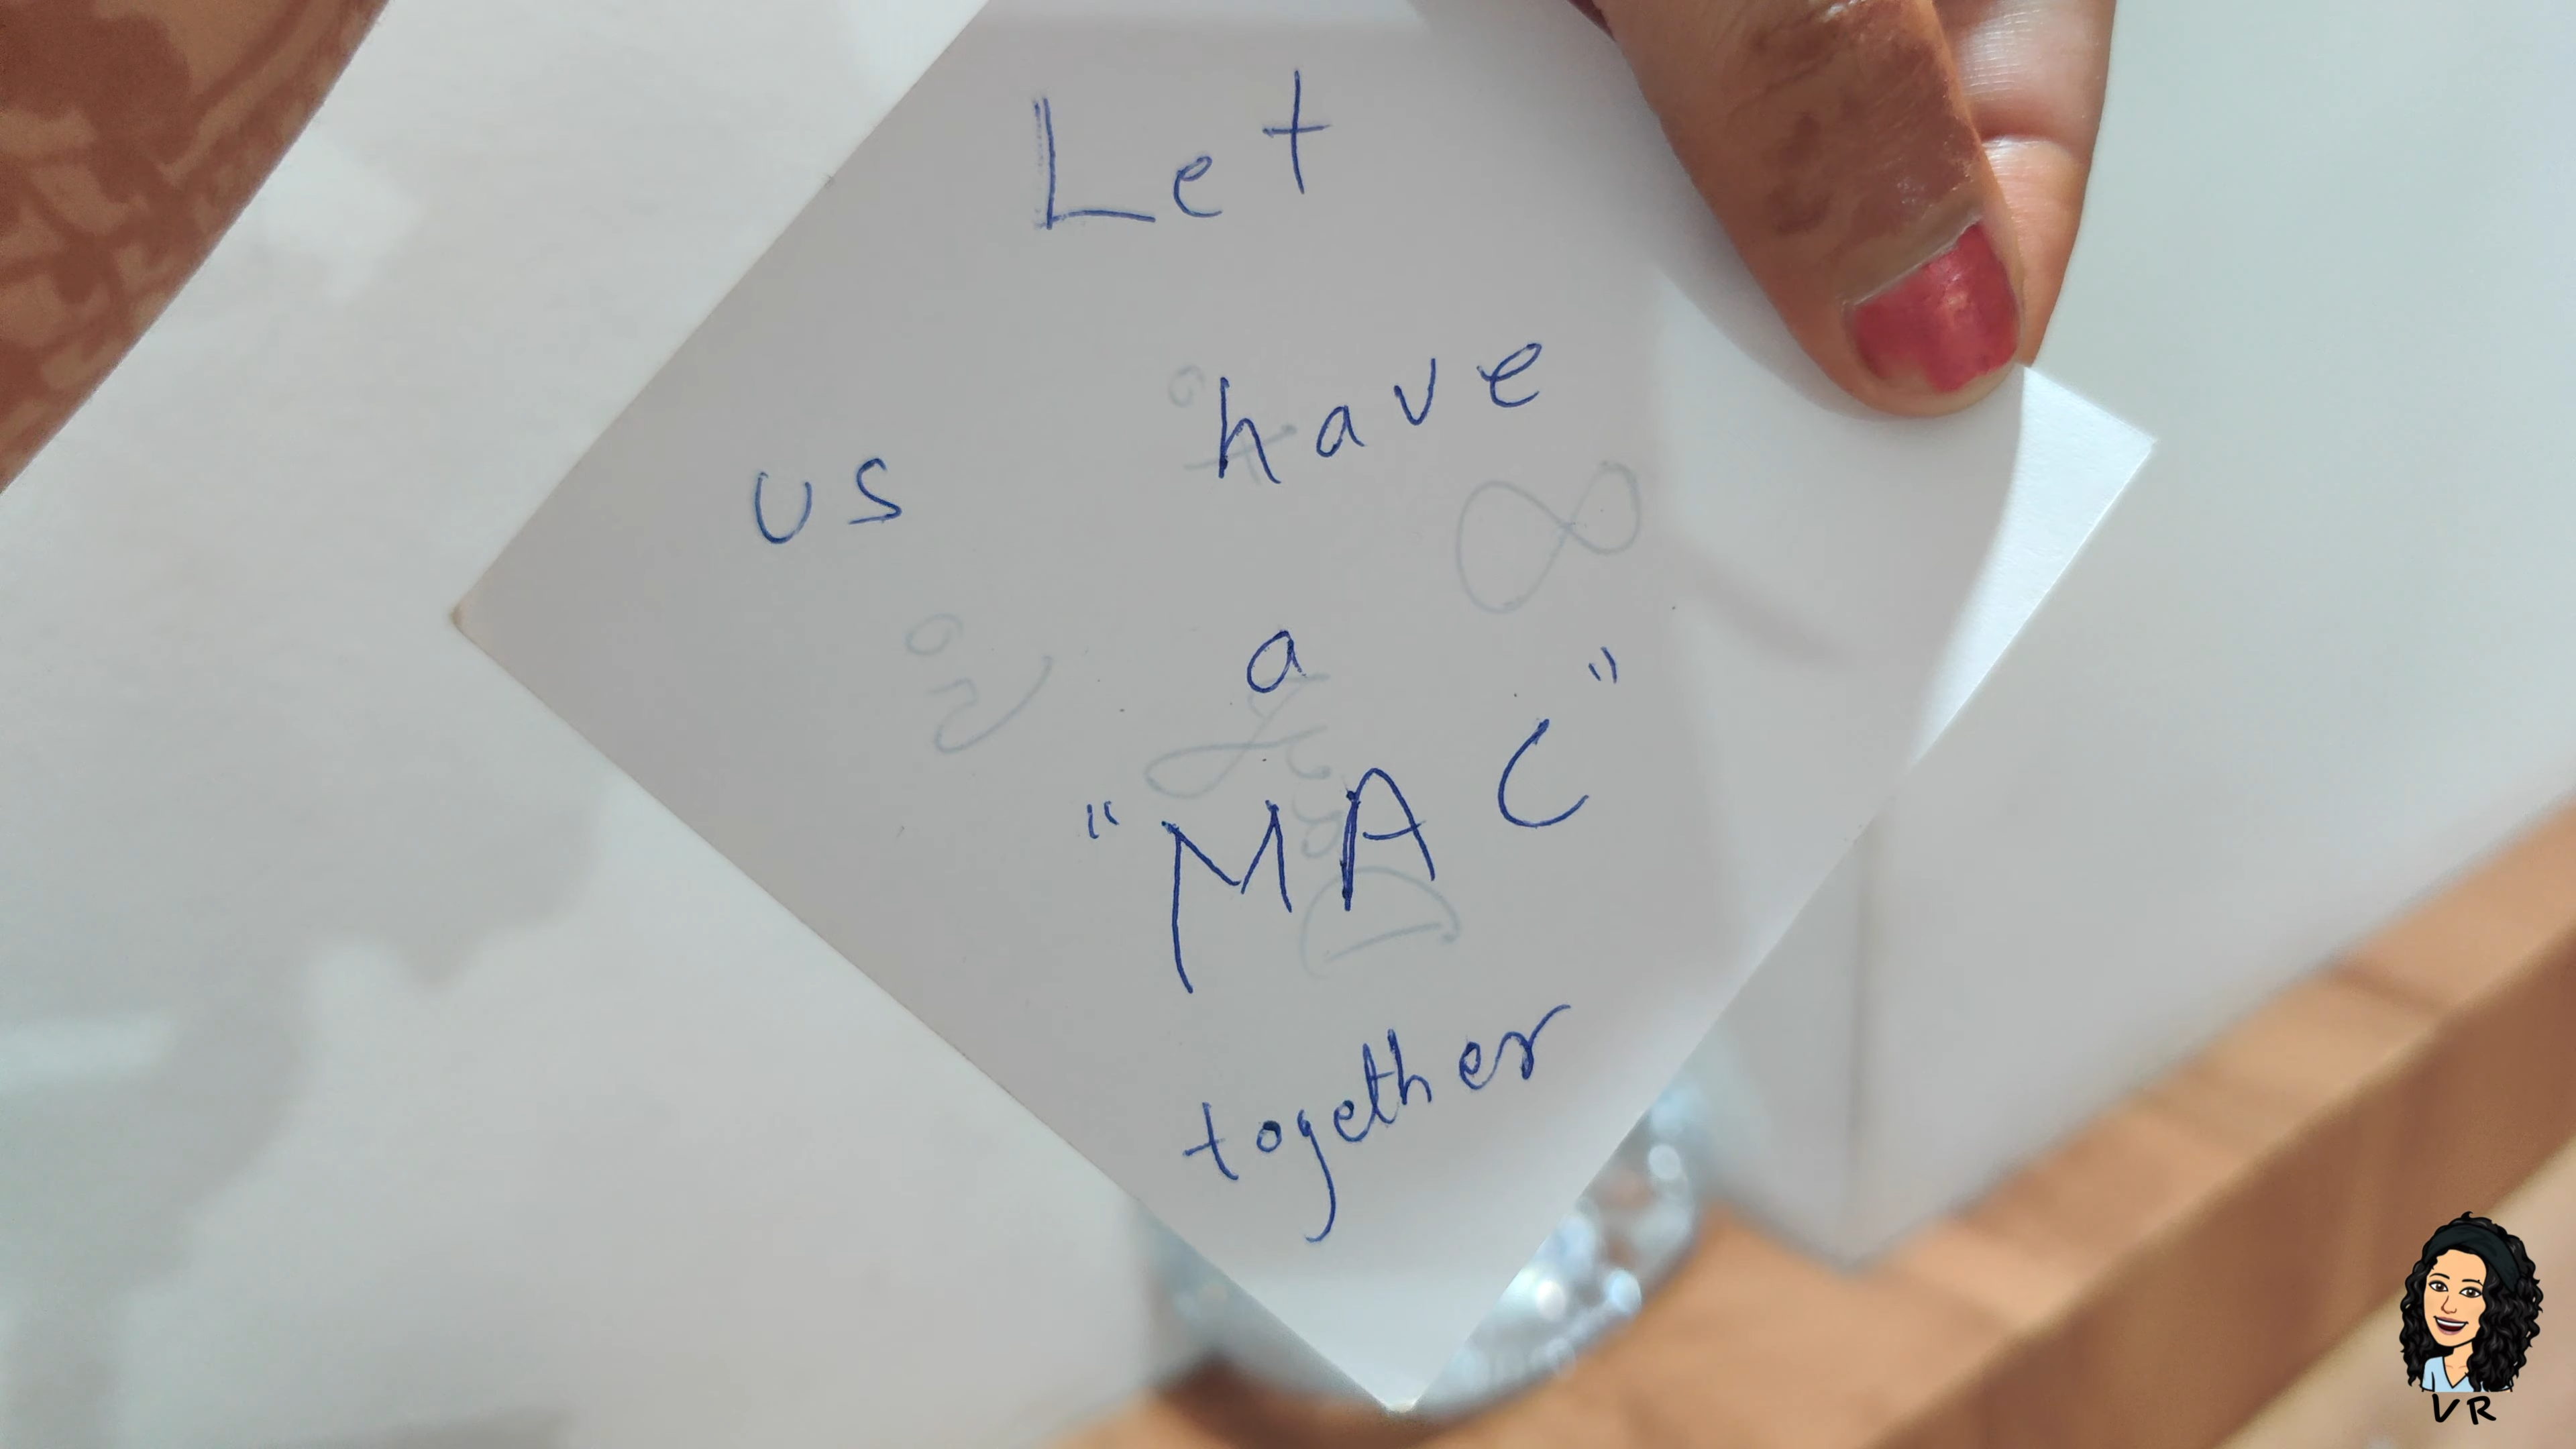 Let
us have
a
"MAC"
together
VR